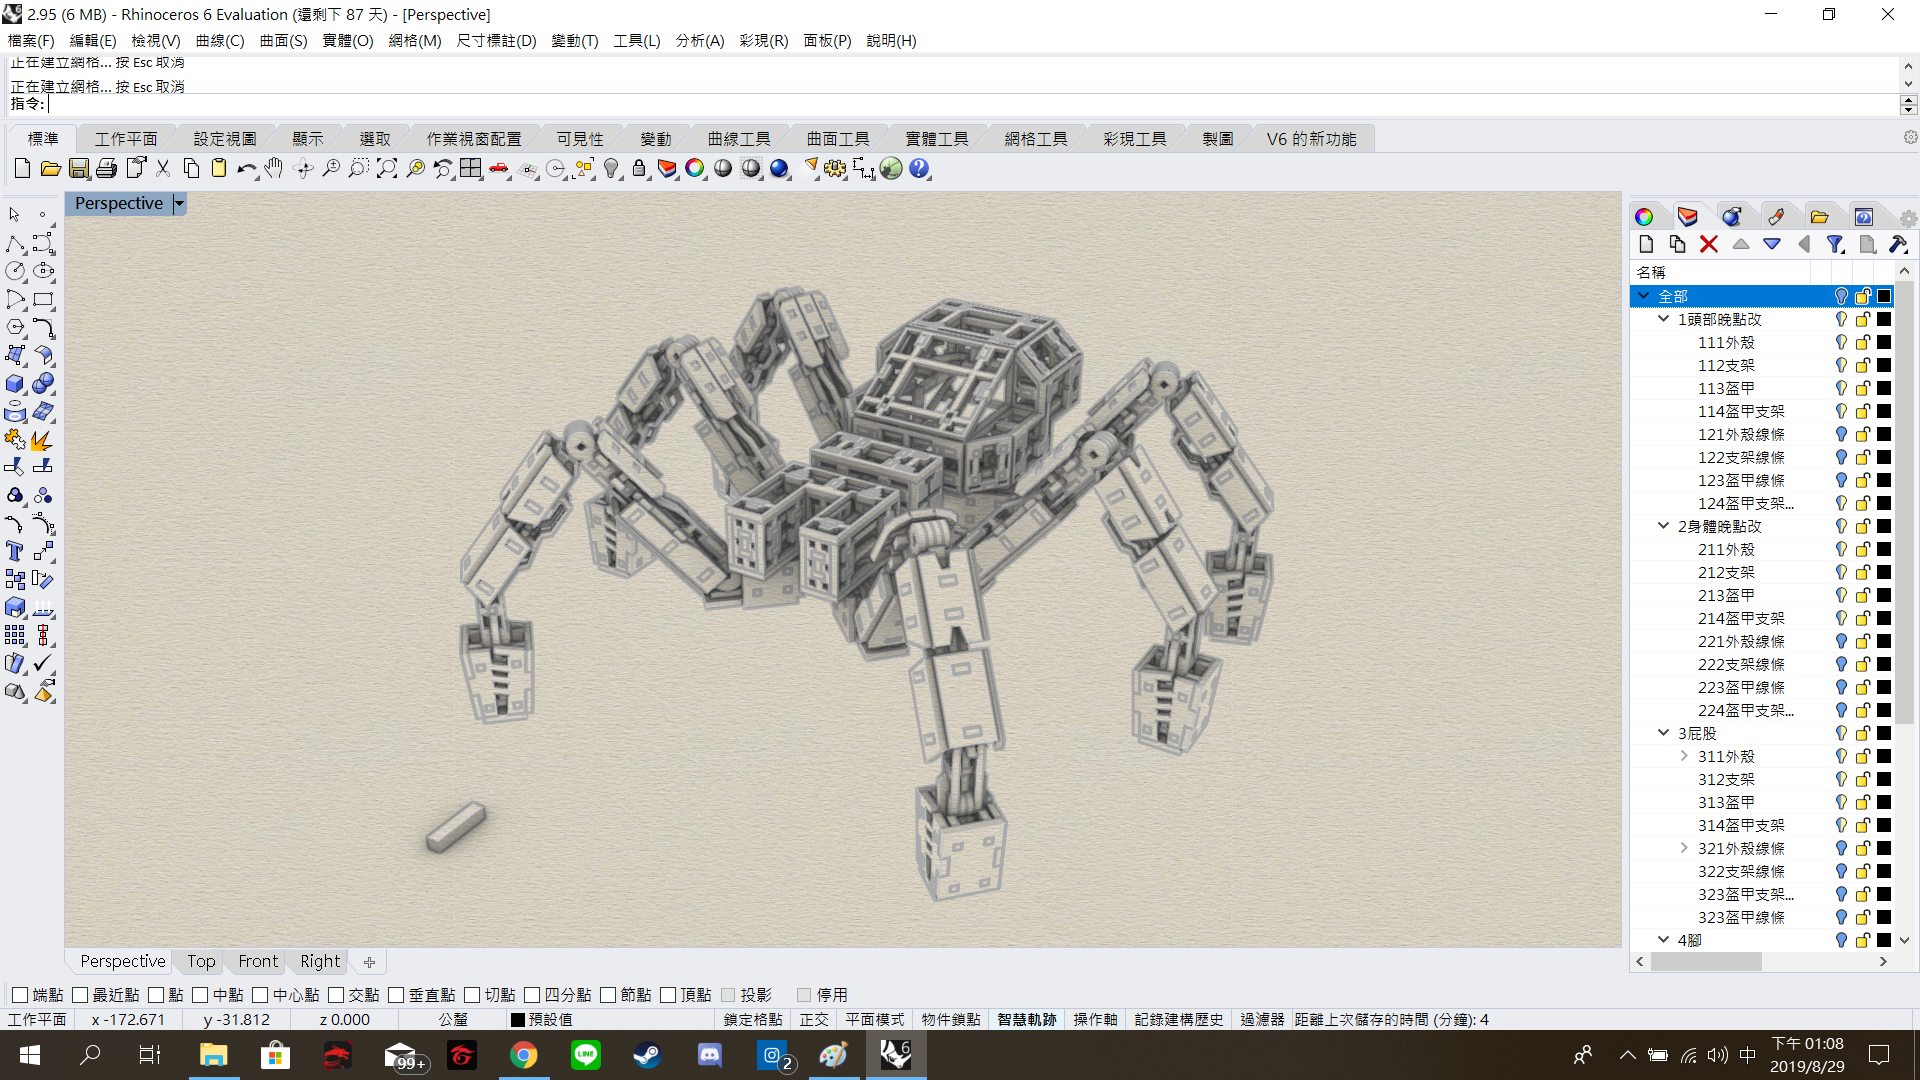 2.95 (6 MB) - Rhinoceros 6 Evaluation (還剩下 87 天) - [Perspective]
檔案(F) 編輯(E) 檢視(V) 曲線(C) 曲面(S) 實體(O) 網格(M) 尺寸標註(D) 變動(T) 工具(L) 分析(A) 彩現(R) 面板(P) 說明(H)
正在建立網格... 按 Esc 取消
正在建立網格... 按 Esc 取消
指令:
標準 工作平面 設定視圖 顯示 選取 作業視窗配置 可見性 變動 曲線工具 曲面工具 實體工具 網格工具 彩現工具 製圖 V6 的新功能
Perspective
名稱
全部
1頭部晚點改
111外殼
112支架
113盔甲
114盔甲支架
121外殼線條
122支架線條
123盔甲線條
124盔甲支架...
2身體晚點改
211外殼
212支架
213盔甲
214盔甲支架
221外殼線條
222支架線條
223盔甲線條
224盔甲支架...
3屁股
311外殼
312支架
313盔甲
314盔甲支架
321外殼線條
322支架線條
323盔甲支架...
323盔甲線條
4腳
Perspective Top Front Right
端點 最近點 點 中點 中心點 交點 垂直點 切點 四分點 節點 頂點 投影 停用
工作平面 x -172.671 y -31.812 z 0.000 公釐 預設值 鎖定格點 正交 平面模式 物件鎖點 智慧軌跡 操作軸 記錄建構歷史 過濾器 距離上次儲存的時間 (分鐘): 4
99+ LINE 2 6 中 下午 01:08
2019/8/29